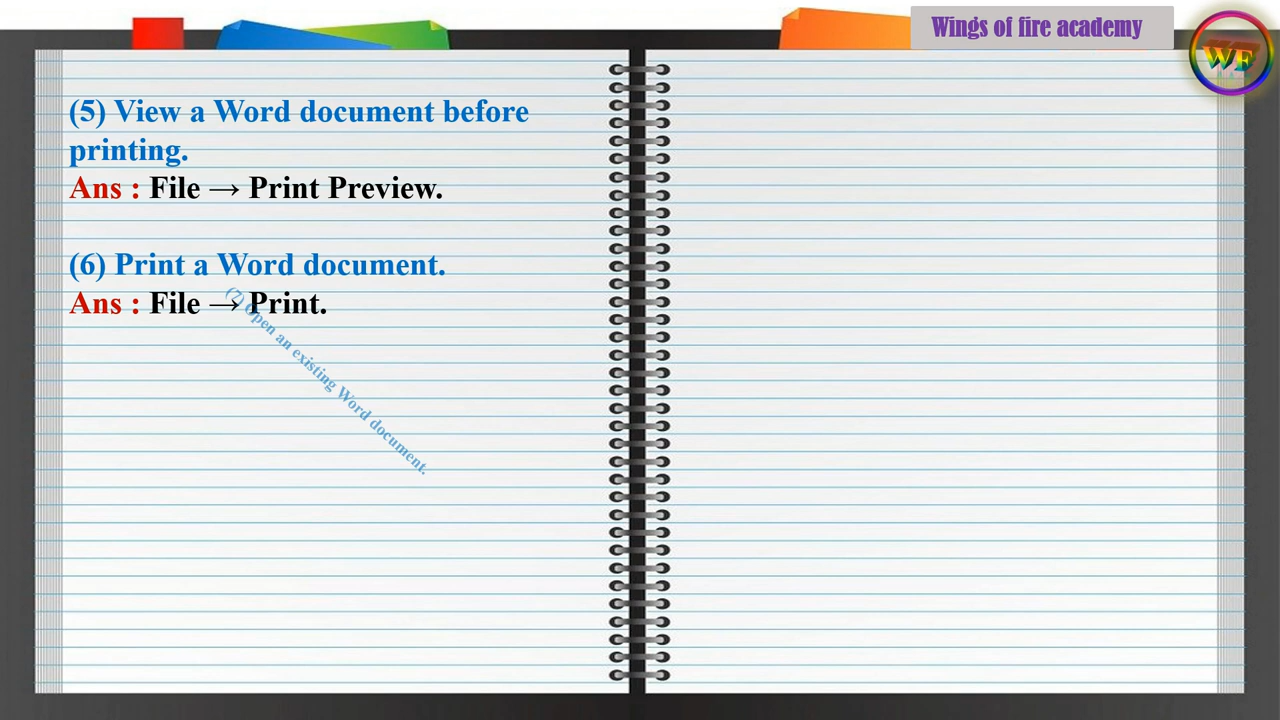 Wings of fire academy
WF
(5) View a Word document before
printing.
Ans : File → Print Preview.
(6) Print a Word document.
Ans : File → Print.
(7) Open an existing Word document.